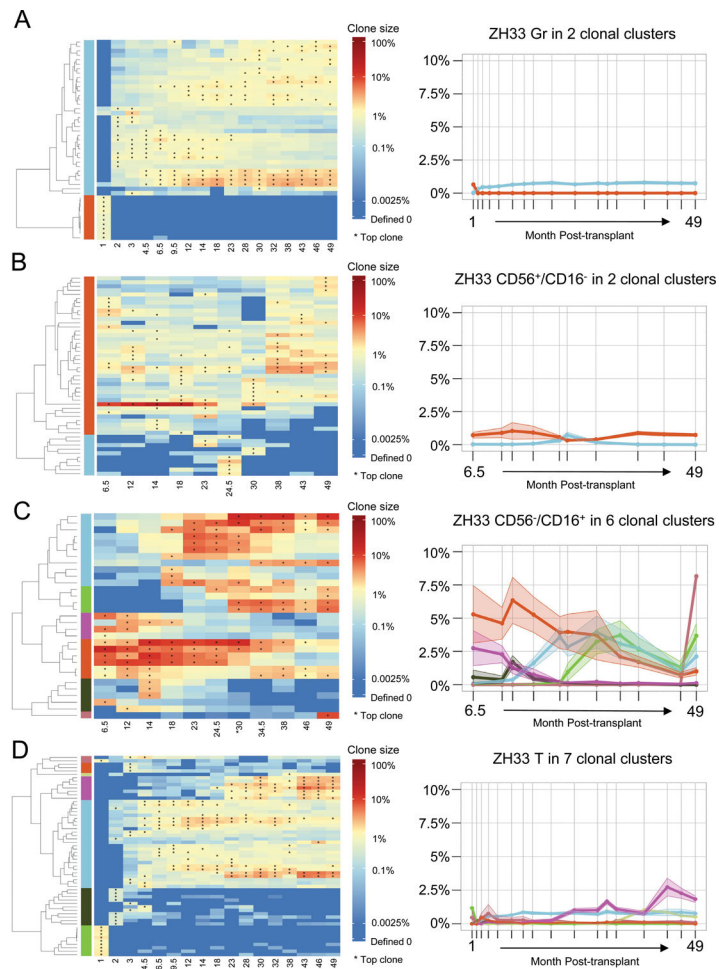 A
Clone size
100%
10%
1%
0.1%
0.0025%
Defined 0
* Top clone
1 2 3 4.5 6.5 9.5 12 14 18 23 28 30 32 38 43 46 49
ZH33 Gr in 2 clonal clusters
10%
7.5%
5%
2.5%
0%
1 49
Month Post-transplant
B
Clone size
100%
10%
1%
0.1%
0.0025%
Defined 0
* Top clone
6.5 12 14 18 23 24.5 30 38 43 49
ZH33 CD56+/CD16- in 2 clonal clusters
10%
7.5%
5%
2.5%
0%
6.5 49
Month Post-transplant
C
Clone size
100%
10%
1%
0.1%
0.0025%
Defined 0
* Top clone
6.5 12 14 18 23 24.5 *30 34.5 38 46 49
ZH33 CD56-/CD16+ in 6 clonal clusters
10%
7.5%
5%
2.5%
0%
6.5 49
Month Post-transplant
D
Clone size
100%
10%
1%
0.1%
0.0025%
Defined 0
* Top clone
1 2 3 4.5 6.5 9.5 12 14 18 23 28 30 32 38 43 46 49
ZH33 T in 7 clonal clusters
10%
7.5%
5%
2.5%
0%
1 49
Month Post-transplant